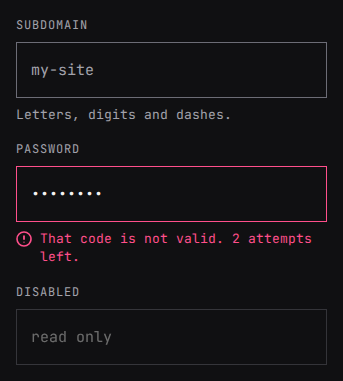 SUBDOMAIN
my-site
Letters, digits and dashes.
PASSWORD
••••••••
That code is not valid. 2 attempts
left.
DISABLED
read only